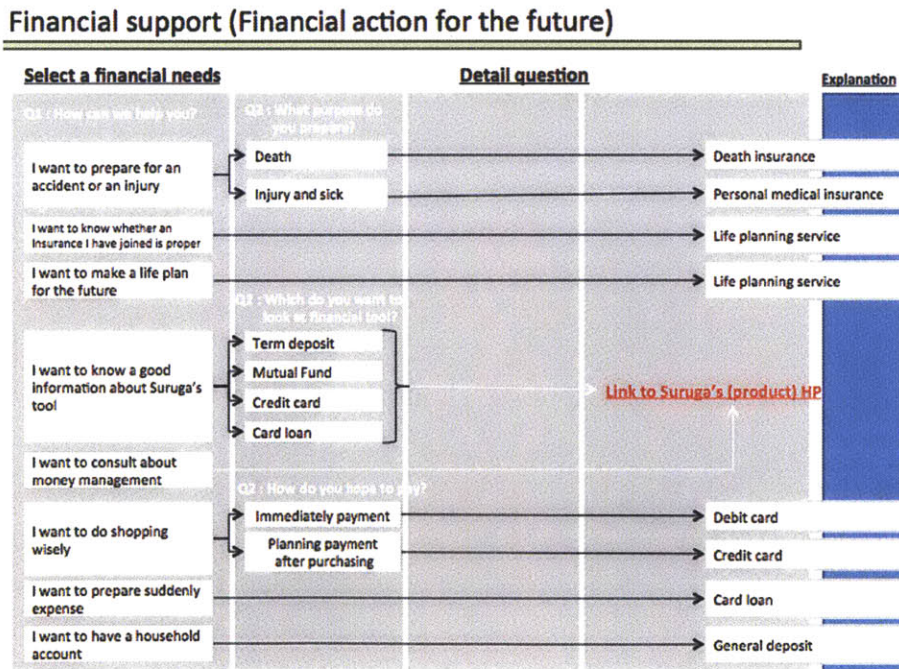 Financial support (Financial action for the future)
Select a financial needs
Detail question
Explanation
Q1 : How can we help you?
Q2 : What purpose do
you prepare?
I want to prepare for an
accident or an injury
Death
Death insurance
Injury and sick
Personal medical insurance
I want to know whether an
Insurance I have joined is proper
Life planning service
I want to make a life plan
for the future
Life planning service
Q2 : Which do you want to
look at financial tool?
I want to know a good
information about Suruga's
tool
Term deposit
Mutual Fund
Credit card
Card loan
Link to Suruga's (product) HP
I want to consult about
money management
Q2 : How do you hope to pay?
I want to do shopping
wisely
Immediately payment
Debit card
Planning payment
after purchasing
Credit card
I want to prepare suddenly
expense
Card loan
I want to have a household
account
General deposit